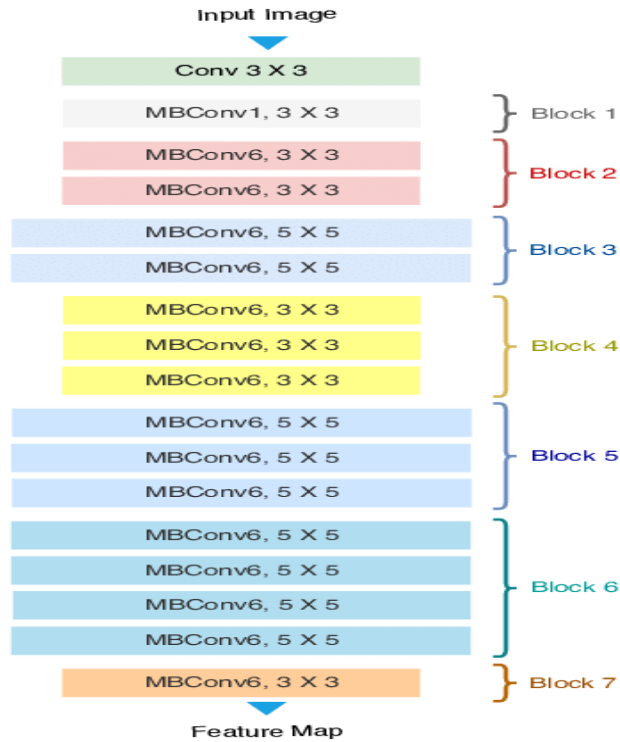 Input Image
Conv 3 X 3
MBConv1, 3 X 3
Block 1
MBConv6, 3 X 3
MBConv6, 3 X 3
Block 2
MBConv6, 5 X 5
MBConv6, 5 X 5
Block 3
MBConv6, 3 X 3
MBConv6, 3 X 3
MBConv6, 3 X 3
Block 4
MBConv6, 5 X 5
MBConv6, 5 X 5
MBConv6, 5 X 5
Block 5
MBConv6, 5 X 5
MBConv6, 5 X 5
MBConv6, 5 X 5
MBConv6, 5 X 5
Block 6
MBConv6, 3 X 3
Block 7
Feature Map